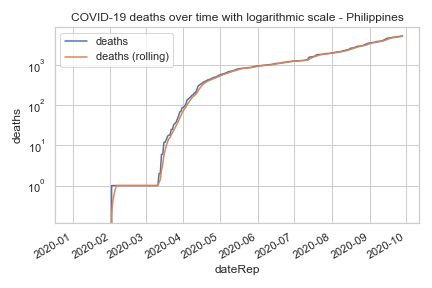 COVID-19 deaths over time with logarithmic scale - Philippines
deaths
deaths (rolling)
10³
10²
10¹
10⁰
deaths
2020-01
2020-02
2020-03
2020-04
2020-05
2020-06
2020-07
2020-08
2020-09
2020-10
dateRep